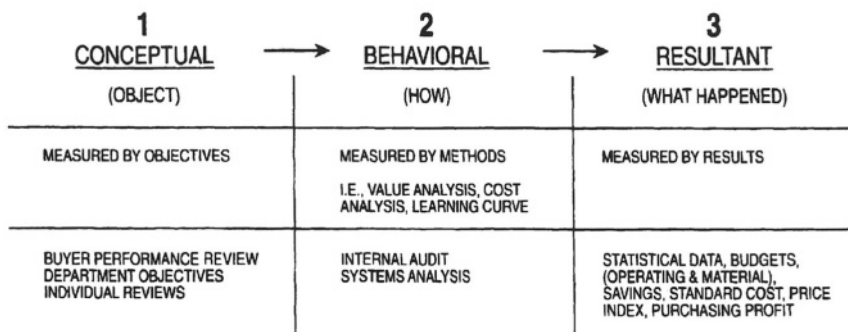 1
CONCEPTUAL
(OBJECT)
2
BEHAVIORAL
(HOW)
3
RESULTANT
(WHAT HAPPENED)
MEASURED BY OBJECTIVES
MEASURED BY METHODS
I.E., VALUE ANALYSIS, COST
ANALYSIS, LEARNING CURVE
MEASURED BY RESULTS
BUYER PERFORMANCE REVIEW
DEPARTMENT OBJECTIVES
INDIVIDUAL REVIEWS
INTERNAL AUDIT
SYSTEMS ANALYSIS
STATISTICAL DATA, BUDGETS,
(OPERATING & MATERIAL),
SAVINGS, STANDARD COST, PRICE
INDEX, PURCHASING PROFIT